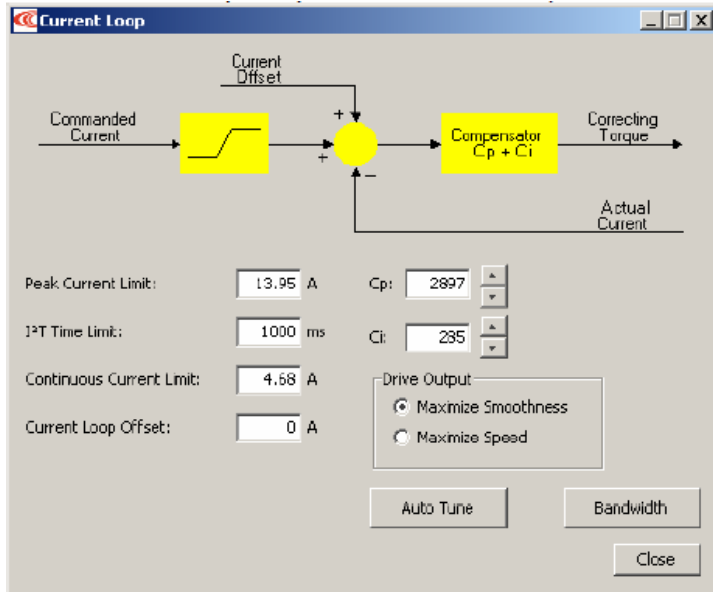 Current Loop
Current
Offset
Commanded
Current
+
+
−
Compensator
Cp + Ci
Correcting
Torque
Actual
Current
Peak Current Limit: 13.95 A
I²T Time Limit: 1000 ms
Continuous Current Limit: 4.68 A
Current Loop Offset: 0 A
Cp: 2897
Ci: 285
Drive Output
Maximize Smoothness
Maximize Speed
Auto Tune
Bandwidth
Close